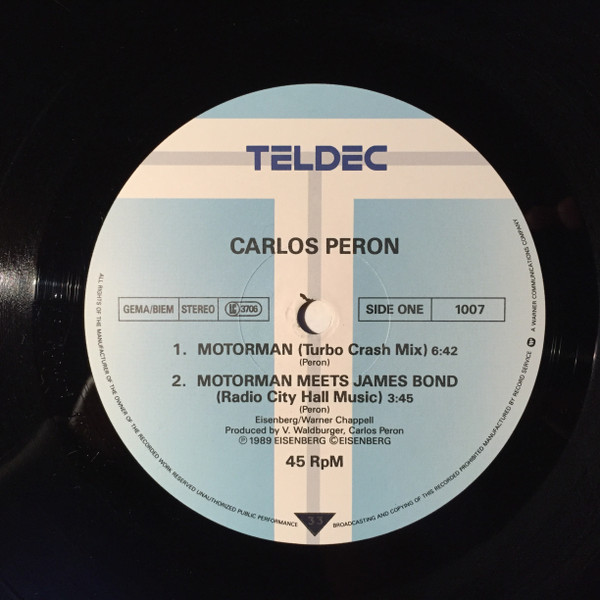 TELDEC
CARLOS PERON
GEMA/BIEM STEREO LC 3706 SIDE ONE 1007
1. MOTORMAN (Turbo Crash Mix) 6:42
(Peron)
2. MOTORMAN MEETS JAMES BOND
(Radio City Hall Music) 3:45
(Peron)
Eisenberg/Warner Chappell
Produced by V. Waldburger, Carlos Peron
Ⓟ 1989 EISENBERG ©EISENBERG
45 RpM
33
ALL RIGHTS OF THE MANUFACTURER OF THE OWNER OF THE RECORDED WORK RESERVED UNAUTHORIZED PUBLIC PERFORMANCE BROADCASTING AND COPYING OF THIS RECORDED PROHIBITED MANUFACTURED BY RECORD SERVICE A WARNER COMMUNICATIONS COMPANY